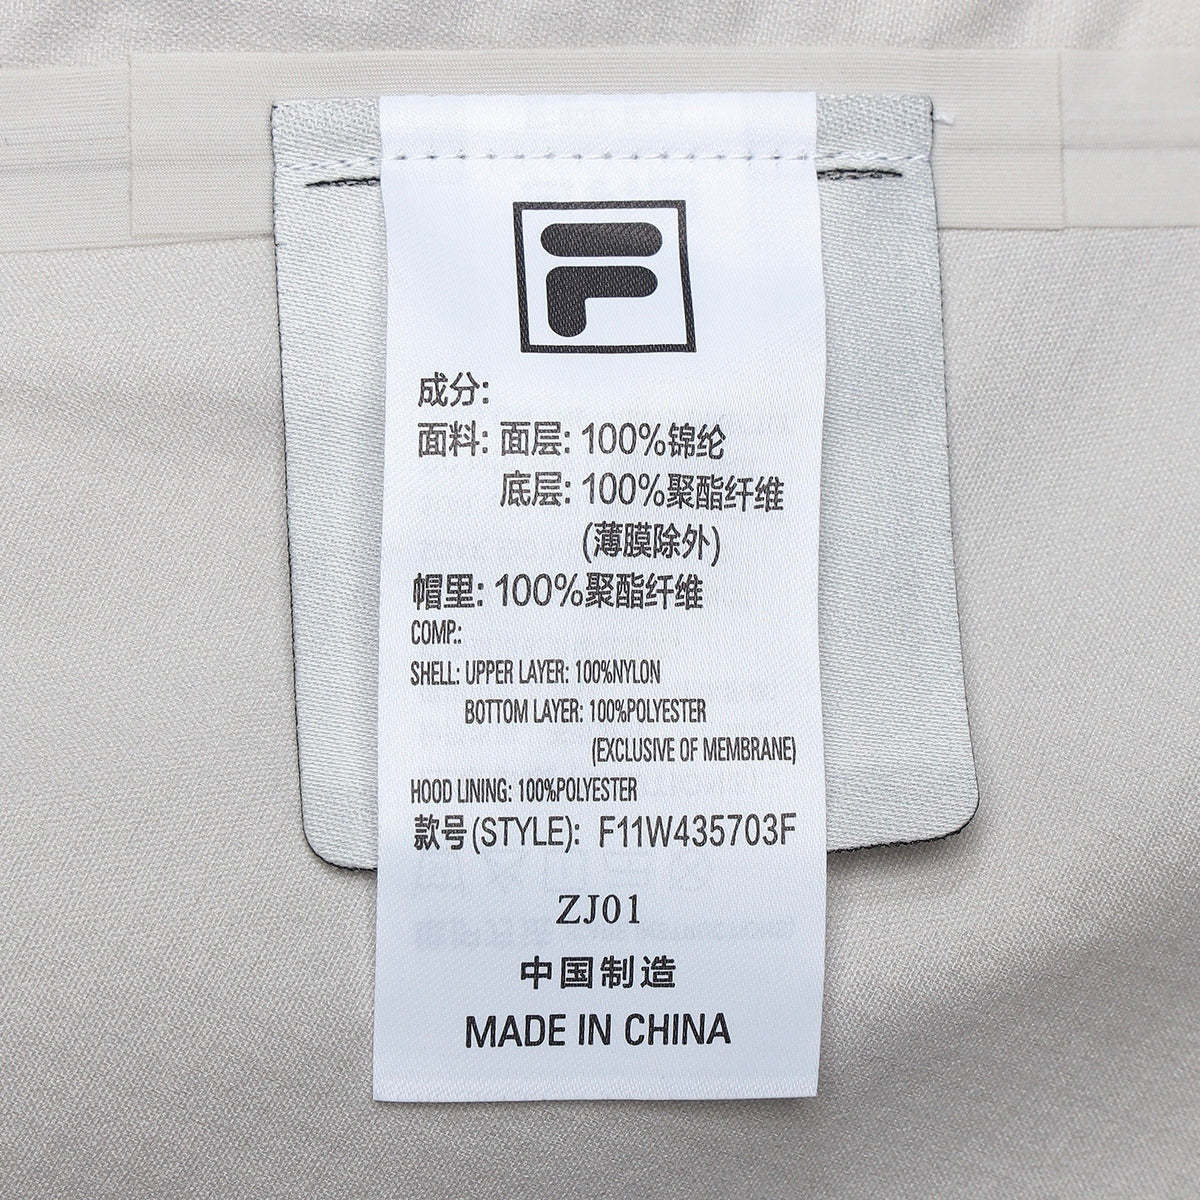 F
成分:
面料: 面层: 100%锦纶
底层: 100%聚酯纤维
(薄膜除外)
帽里: 100%聚酯纤维
COMP.:
SHELL: UPPER LAYER: 100%NYLON
BOTTOM LAYER: 100%POLYESTER
(EXCLUSIVE OF MEMBRANE)
HOOD LINING: 100%POLYESTER
款号(STYLE): F11W435703F
ZJ01
中国制造
MADE IN CHINA